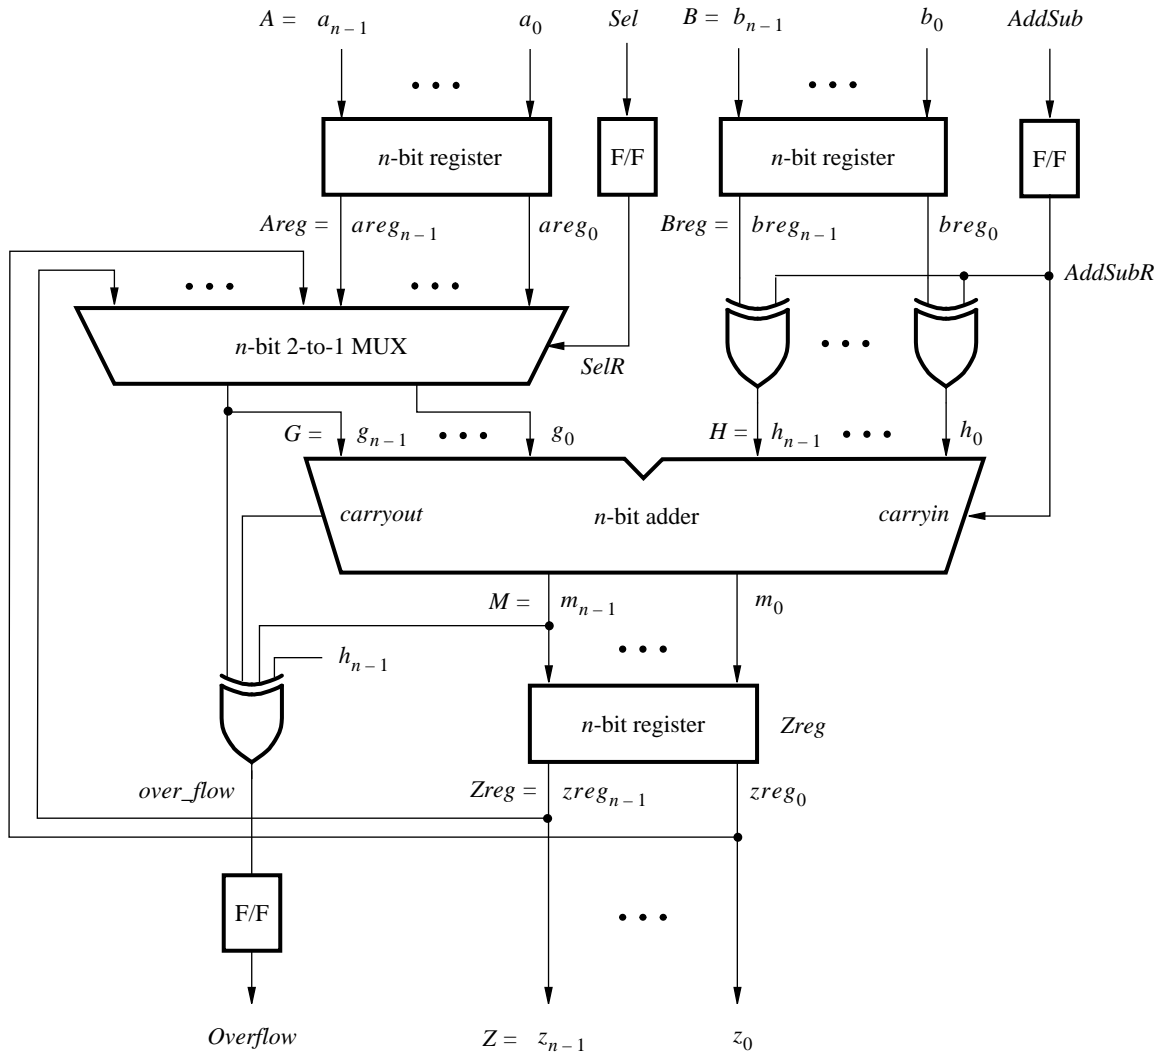 A = a_{n – 1} a_0 Sel B = b_{n – 1} b_0 AddSub
n-bit register F/F n-bit register F/F
Areg = areg_{n – 1} areg_0 Breg = breg_{n – 1} breg_0
AddSubR
n-bit 2-to-1 MUX
SelR
G = g_{n – 1} g_0 H = h_{n – 1} h_0
carryout n-bit adder carryin
M = m_{n – 1} m_0
h_{n – 1}
n-bit register Zreg
over_flow Zreg = zreg_{n – 1} zreg_0
F/F
Overflow Z = z_{n – 1} z_0